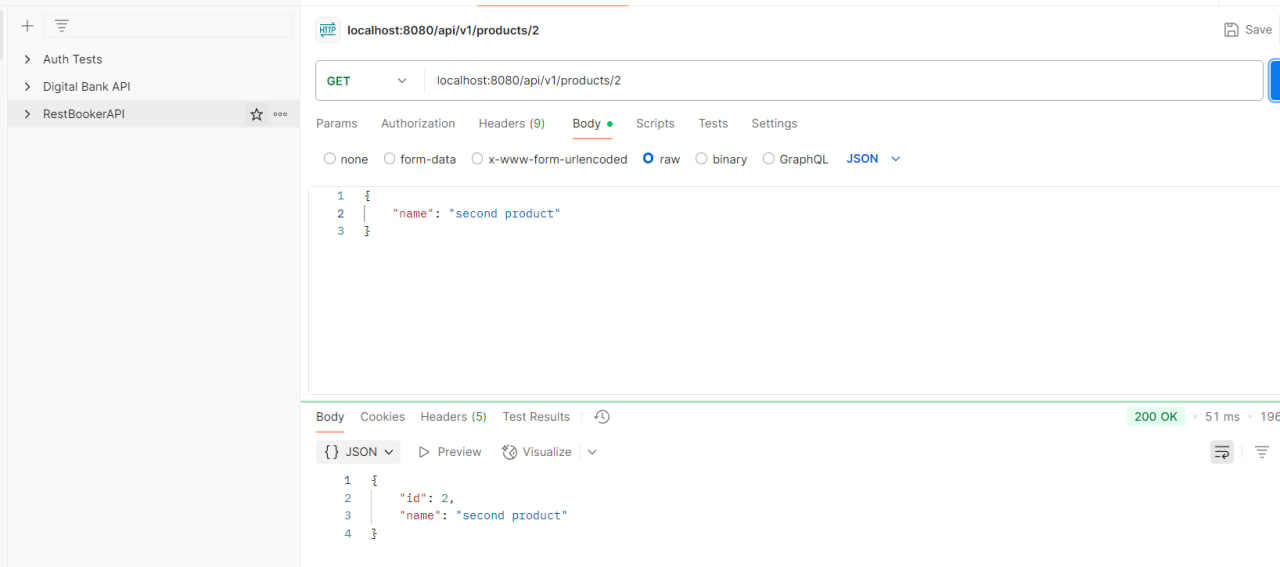 HTTP localhost:8080/api/v1/products/2 Save
Auth Tests
Digital Bank API
RestBookerAPI
GET localhost:8080/api/v1/products/2
Params Authorization Headers (9) Body Scripts Tests Settings
none form-data x-www-form-urlencoded raw binary GraphQL JSON
1 {
2 "name": "second product"
3 }
Body Cookies Headers (5) Test Results 200 OK 51 ms 196
{} JSON Preview Visualize
1 {
2 "id": 2,
3 "name": "second product"
4 }